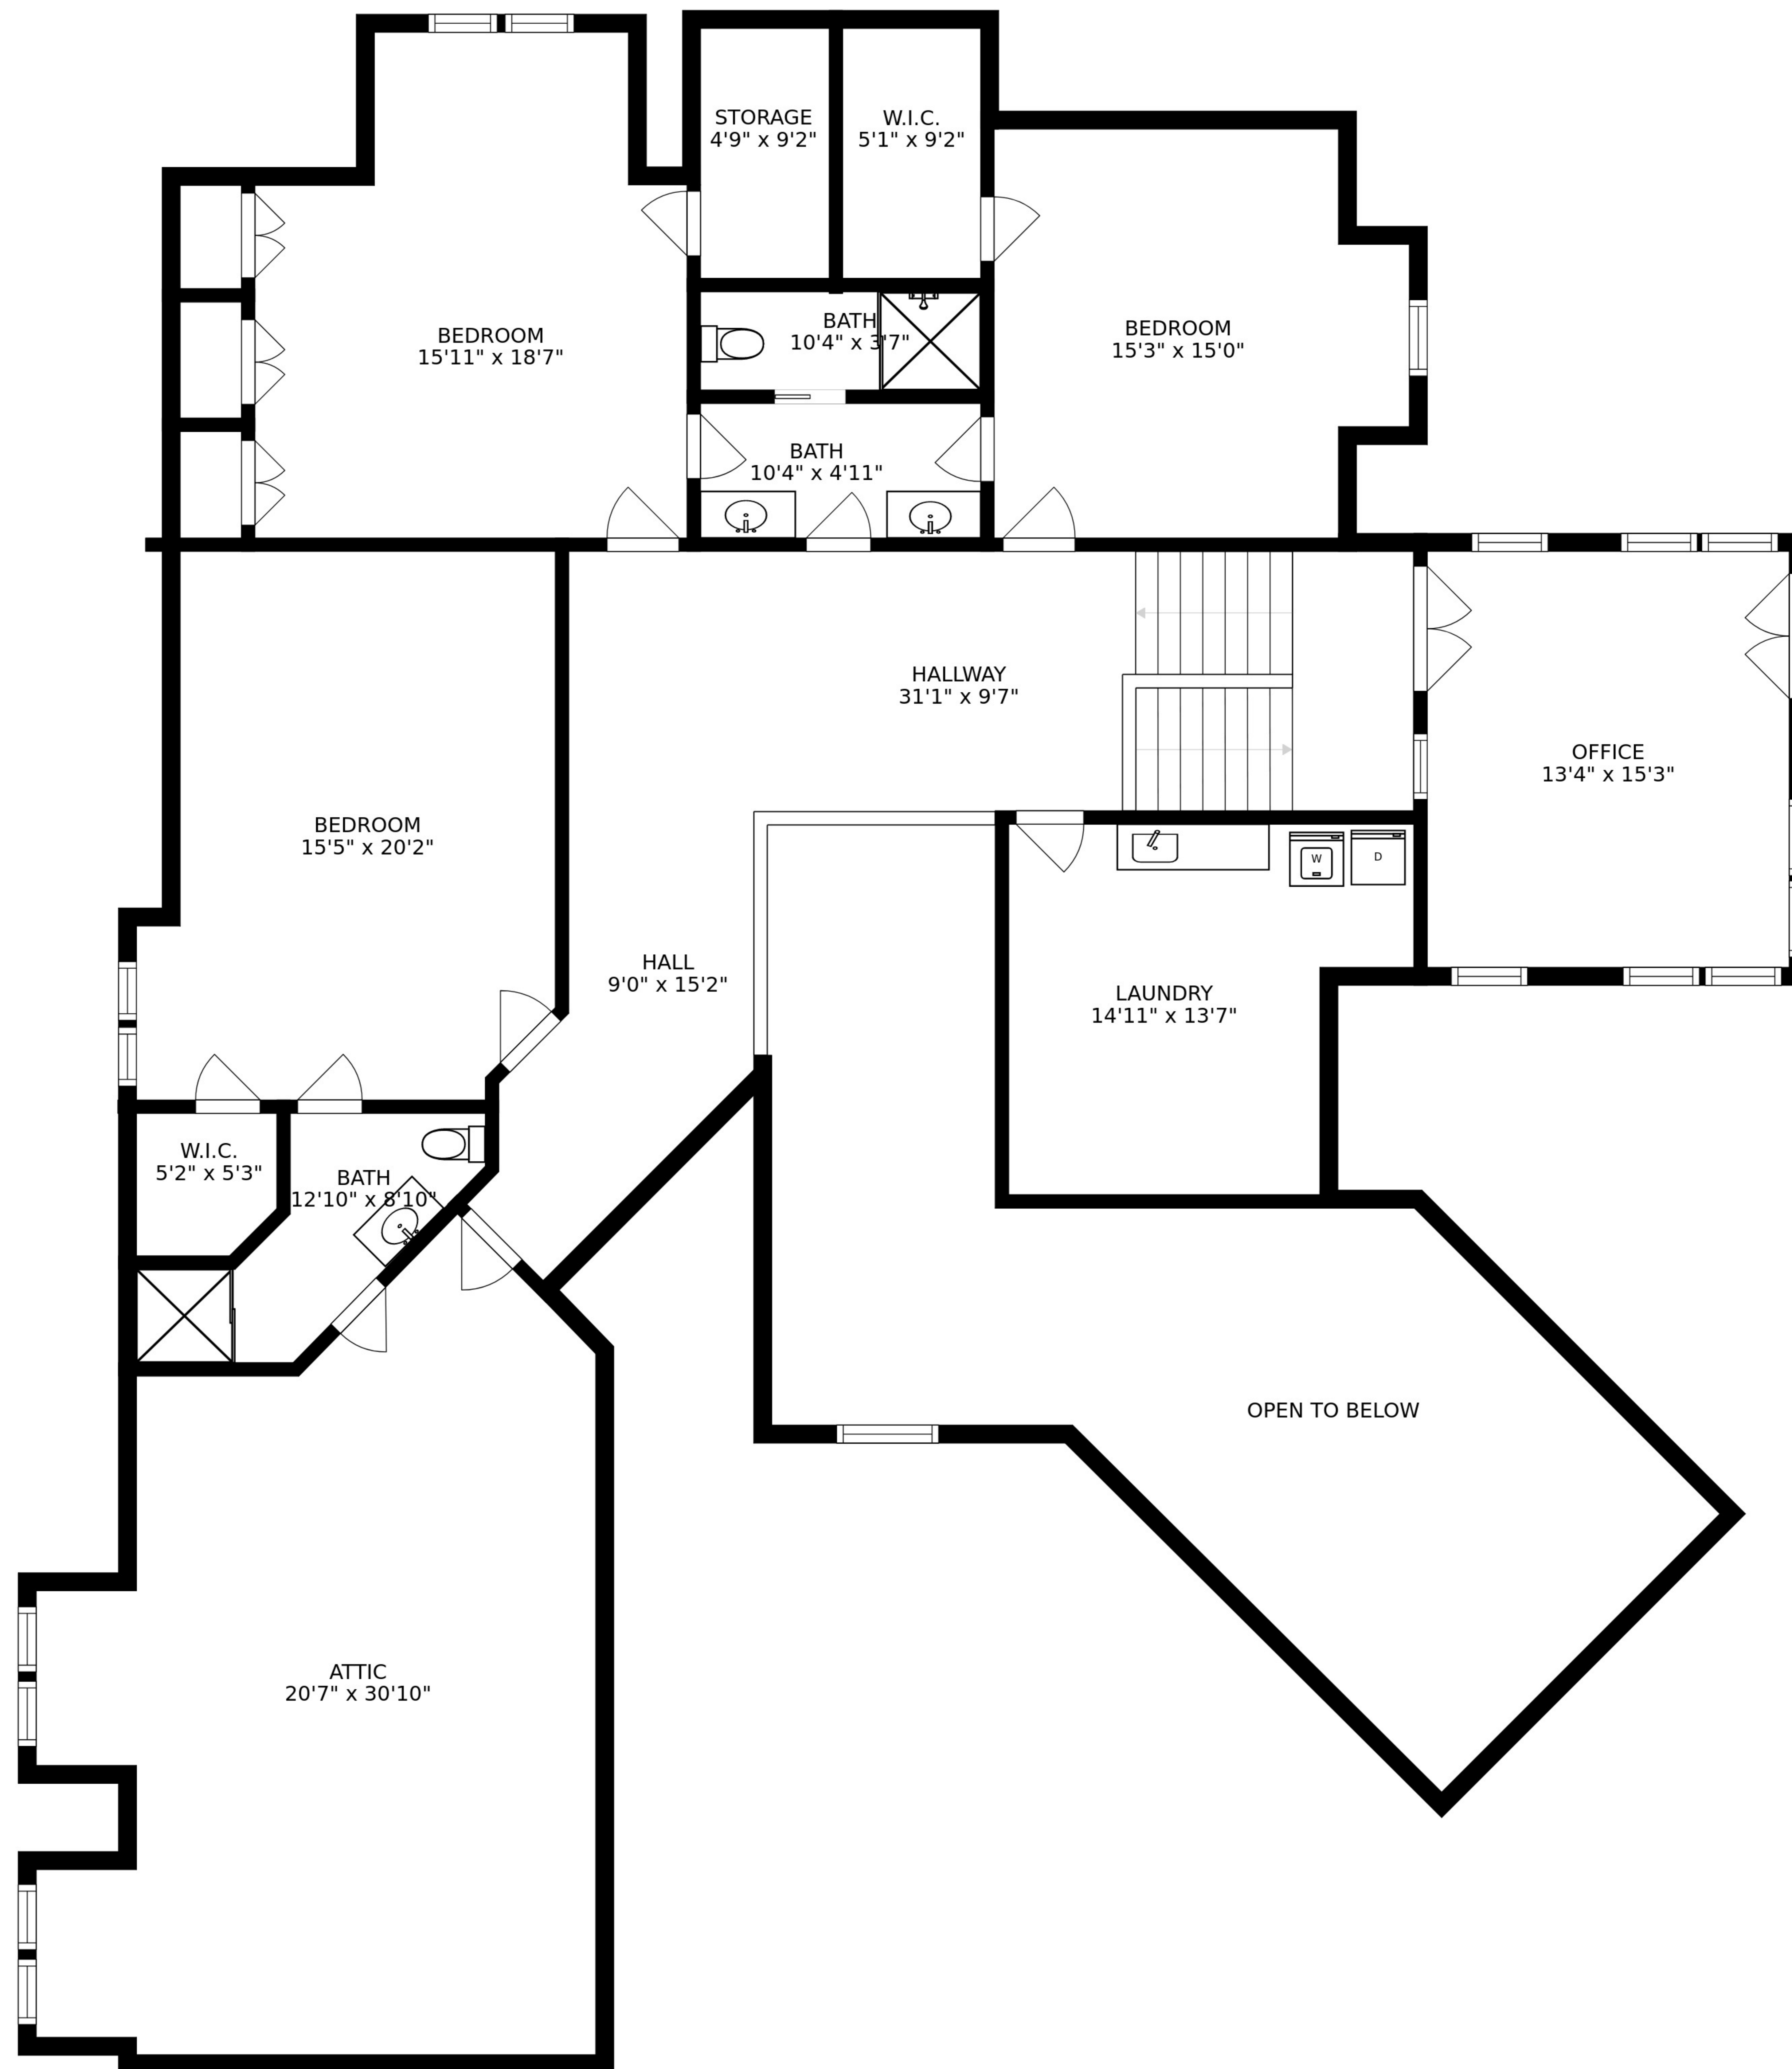 STORAGE
4'9" x 9'2"
W.I.C.
5'1" x 9'2"
BEDROOM
15'11" x 18'7"
BATH
10'4" x 3'7"
BEDROOM
15'3" x 15'0"
BATH
10'4" x 4'11"
HALLWAY
31'1" x 9'7"
OFFICE
13'4" x 15'3"
BEDROOM
15'5" x 20'2"
W
D
HALL
9'0" x 15'2"
LAUNDRY
14'11" x 13'7"
W.I.C.
5'2" x 5'3"
BATH
12'10" x 8'10"
OPEN TO BELOW
ATTIC
20'7" x 30'10"